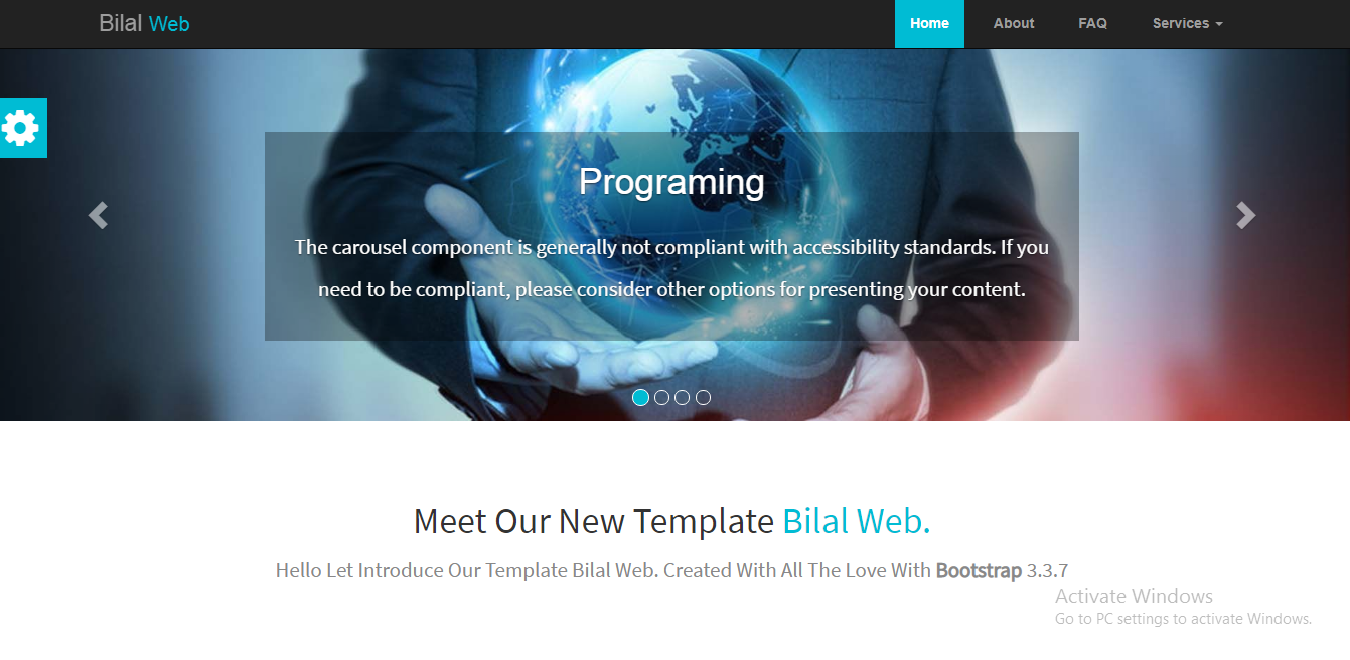 Bilal Web
Home About FAQ Services
Programing
The carousel component is generally not compliant with accessibility standards. If you
need to be compliant, please consider other options for presenting your content.
Meet Our New Template Bilal Web.
Hello Let Introduce Our Template Bilal Web. Created With All The Love With Bootstrap 3.3.7
Activate Windows
Go to PC settings to activate Windows.